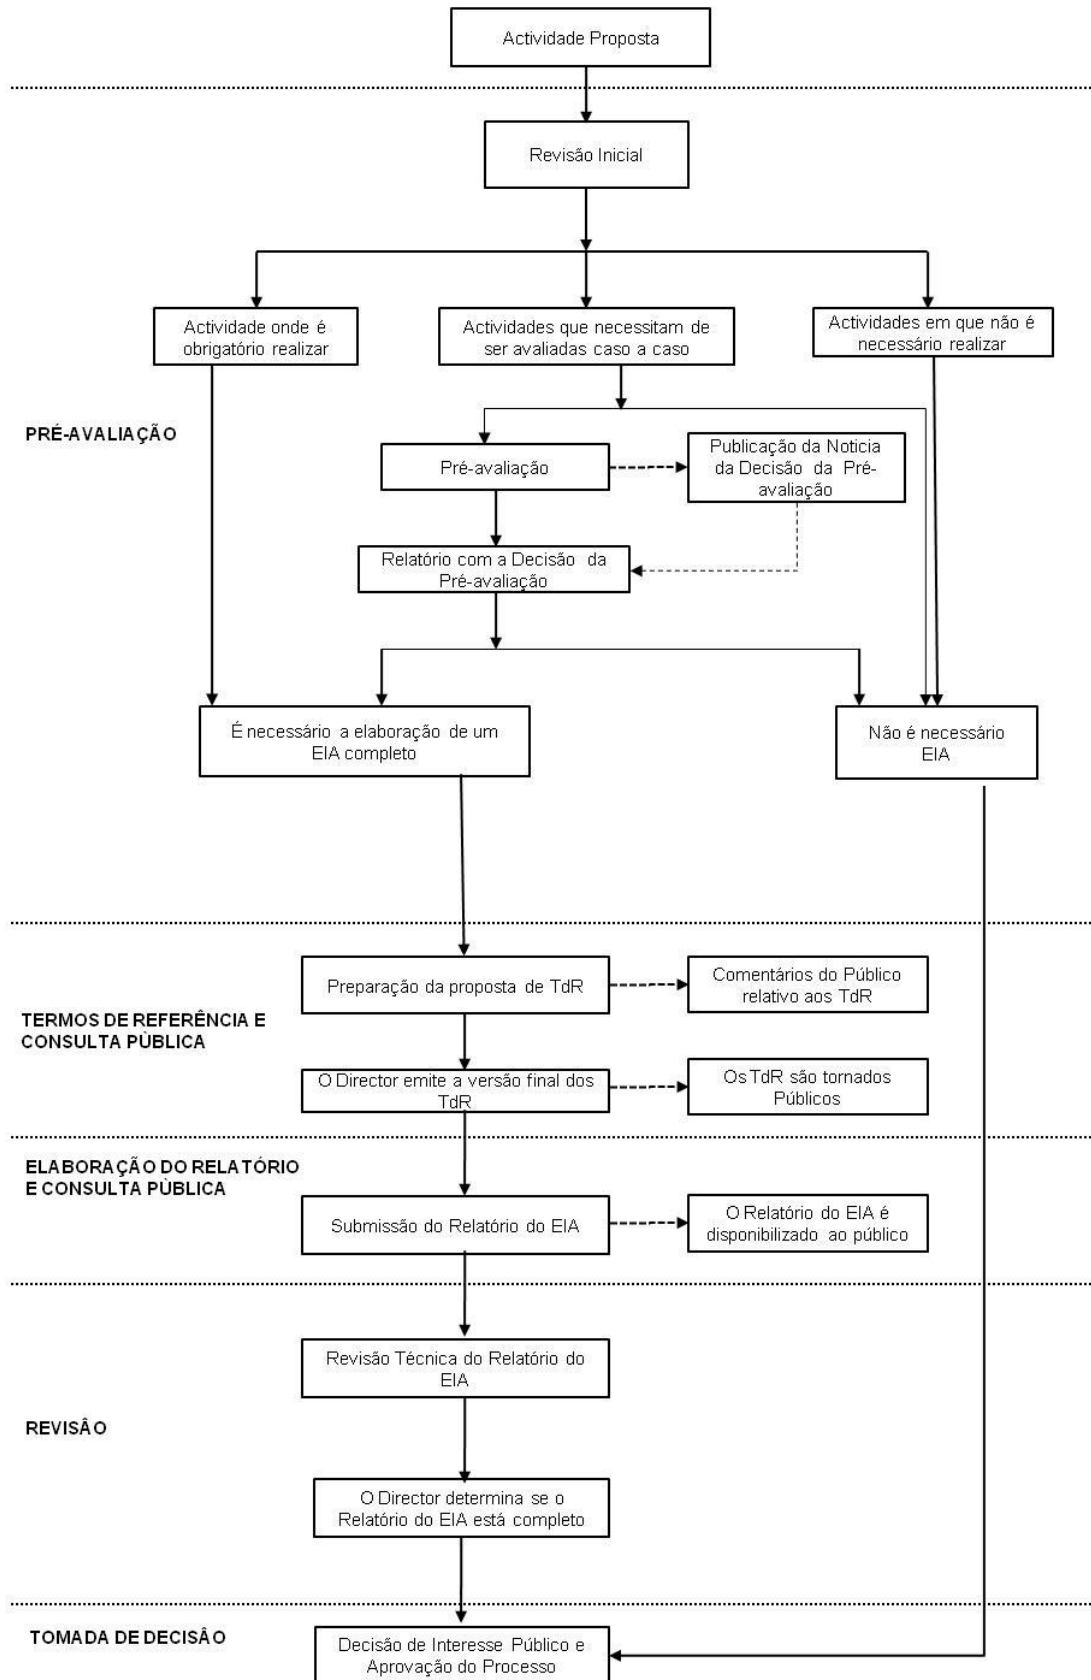 Actividade Proposta
Revisão Inicial
Actividade onde é
obrigatório realizar
Actividades que necessitam de
ser avaliadas caso a caso
Actividades em que não é
necessário realizar
PRÉ-AVALIAÇÃO
Pré-avaliação
Publicação da Noticia
da Decisão da Pré-
avaliação
Relatório com a Decisão da
Pré-avaliação
É necessário a elaboração de um
EIA completo
Não é necessário
EIA
TERMOS DE REFERÊNCIA E
CONSULTA PÙBLICA
Preparação da proposta de TdR
Comentários do Público
relativo aos TdR
O Director emite a versão final dos
TdR
Os TdR são tornados
Públicos
ELABORAÇÃO DO RELATÓRIO
E CONSULTA PÙBLICA
Submissão do Relatório do EIA
O Relatório do EIA é
disponibilizado ao público
REVISÂO
Revisão Técnica do Relatório do
EIA
O Director determina se o
Relatório do EIA está completo
TOMADA DE DECISÂO
Decisão de Interesse Público e
Aprovação do Processo